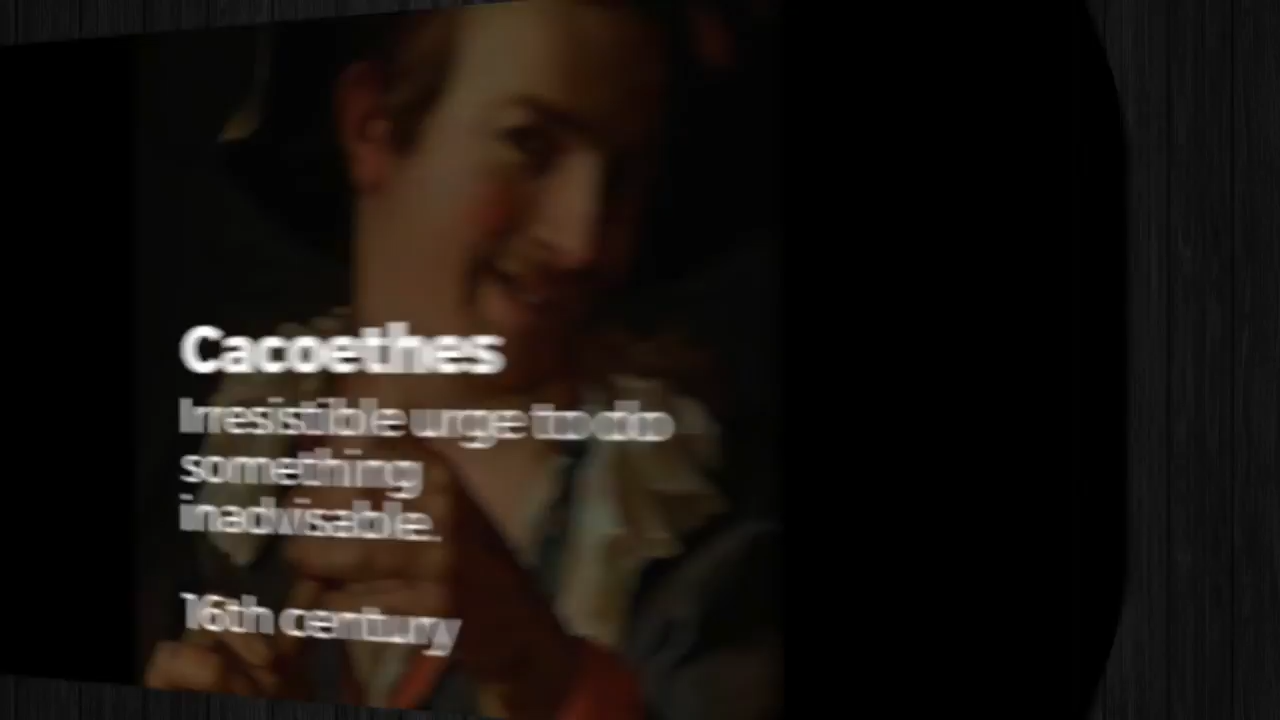 Cacoethes
Irresistible urge to do
something
inadvisable.
16th century